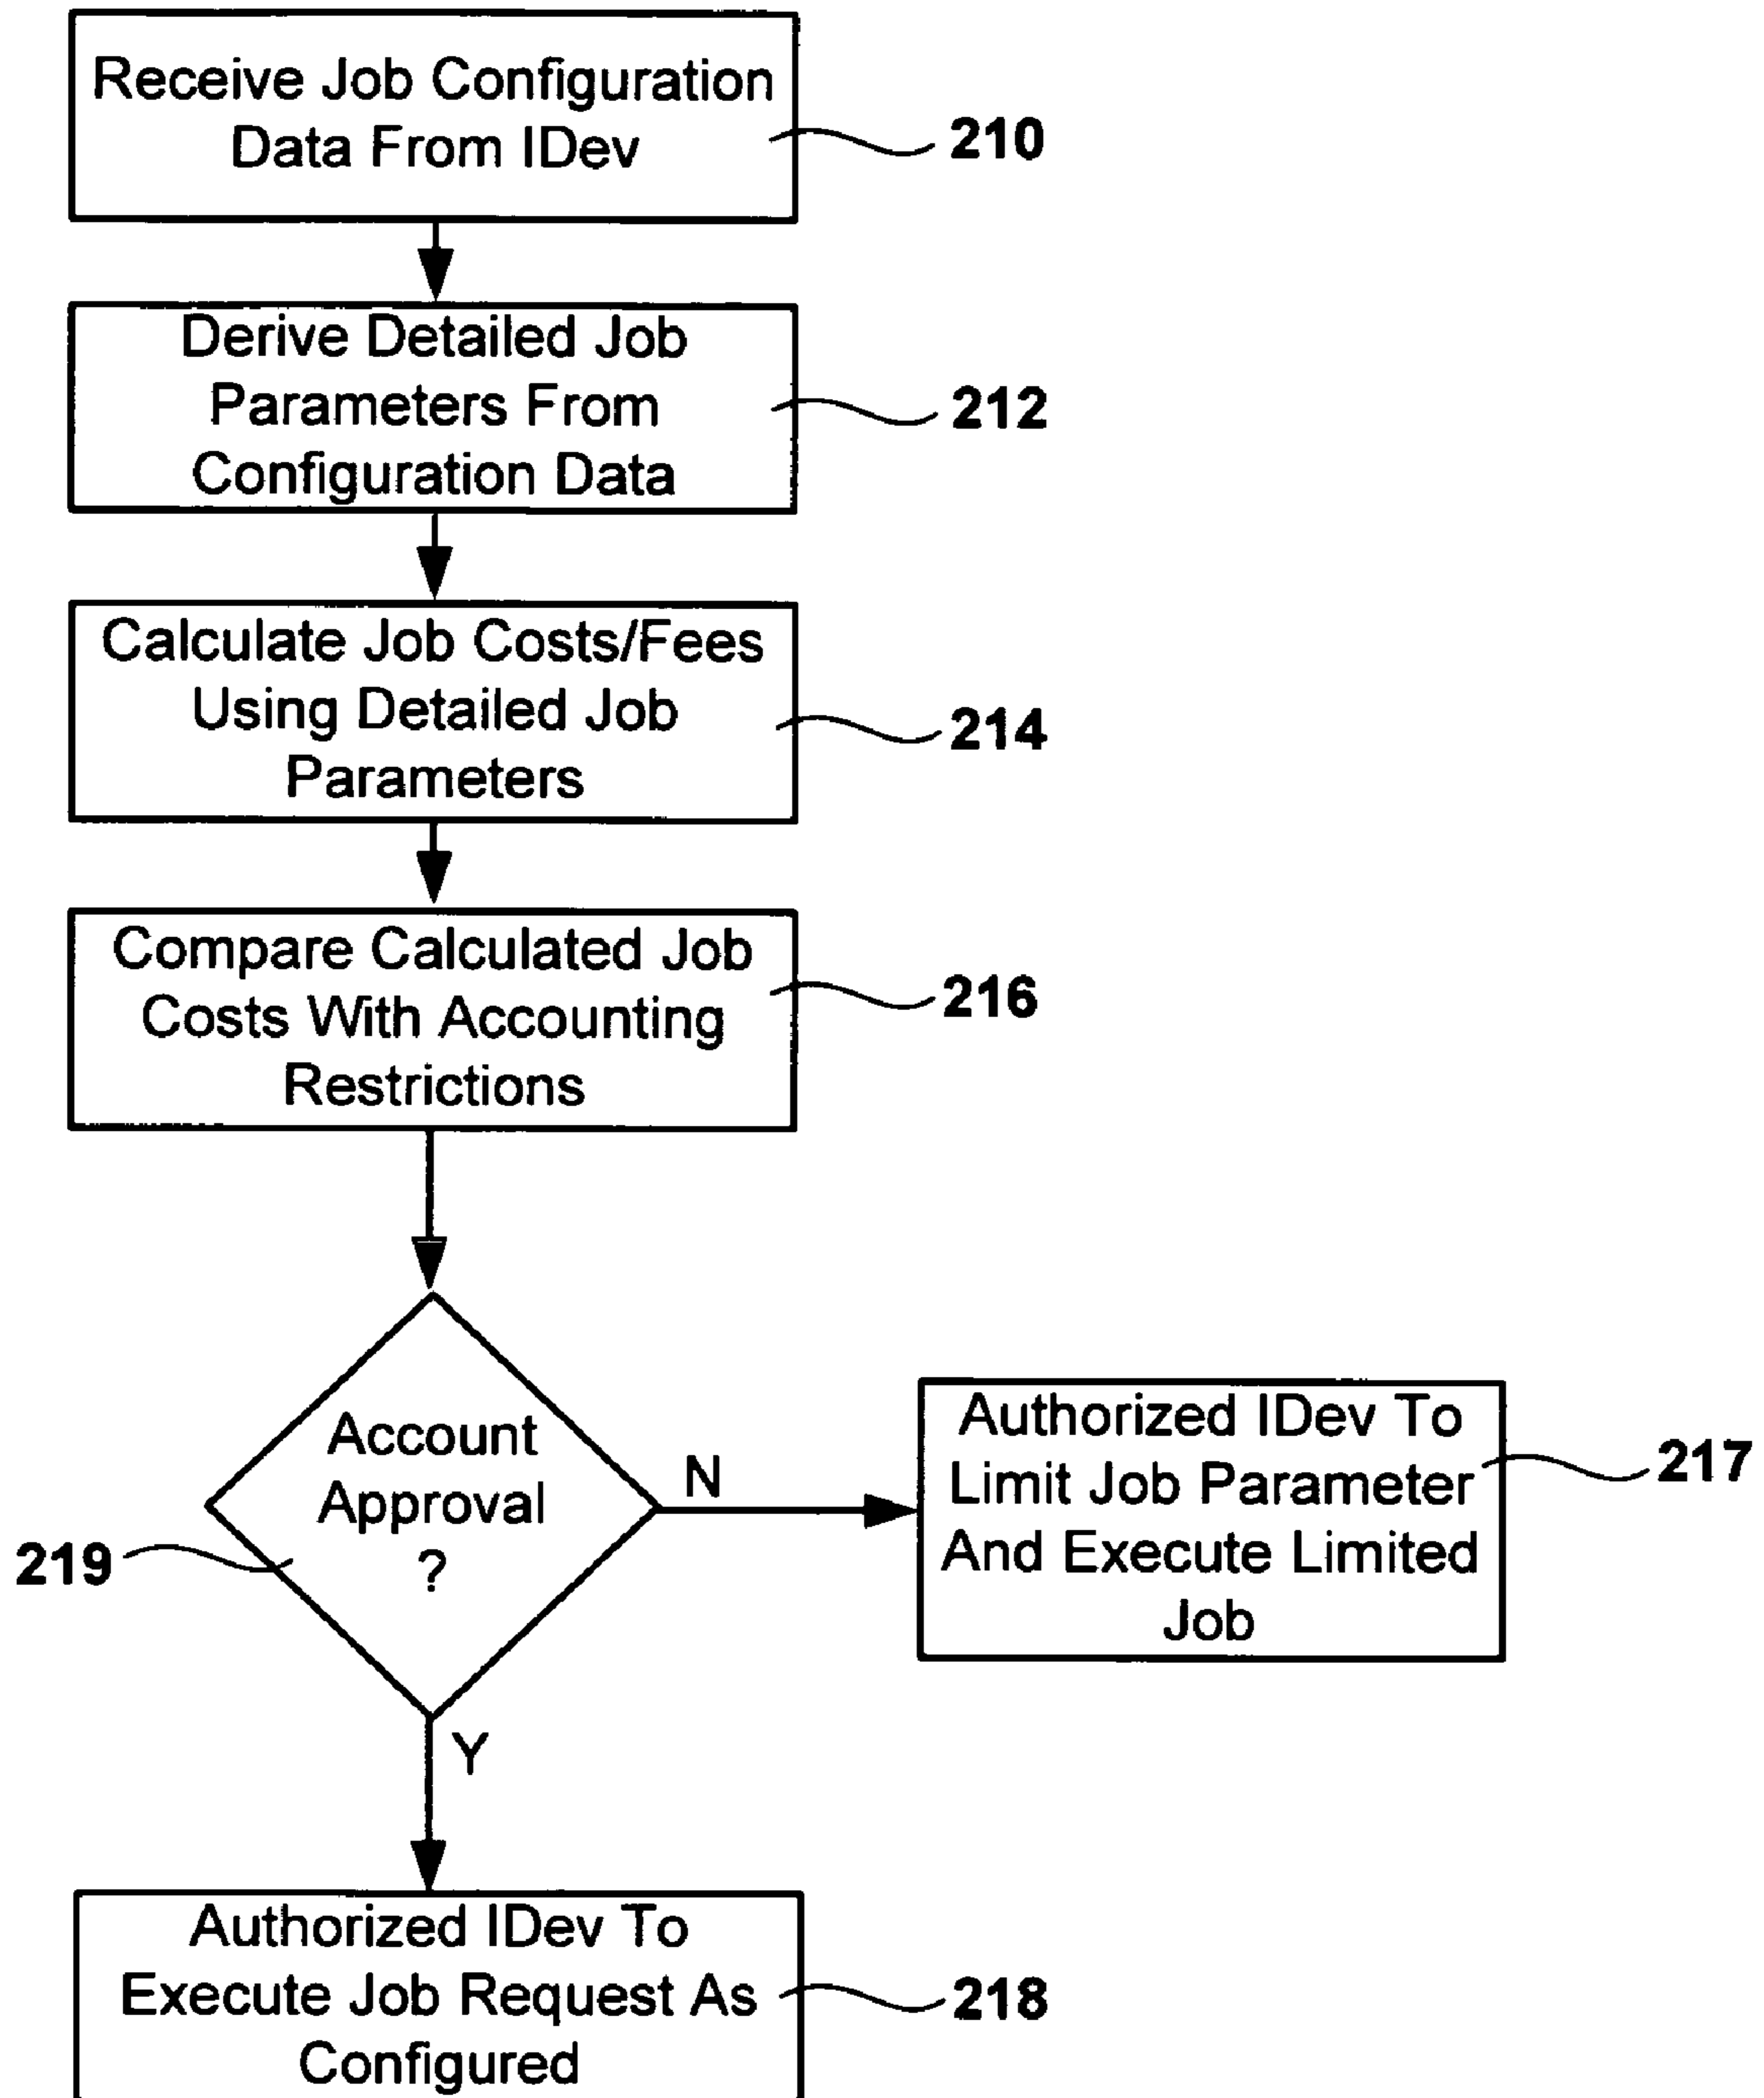 Receive Job Configuration
Data From IDev
210
Derive Detailed Job
Parameters From
Configuration Data
212
Calculate Job Costs/Fees
Using Detailed Job
Parameters
214
Compare Calculated Job
Costs With Accounting
Restrictions
216
Account
Approval
?
219
N
Authorized IDev To
Limit Job Parameter
And Execute Limited
Job
217
Y
Authorized IDev To
Execute Job Request As
Configured
218